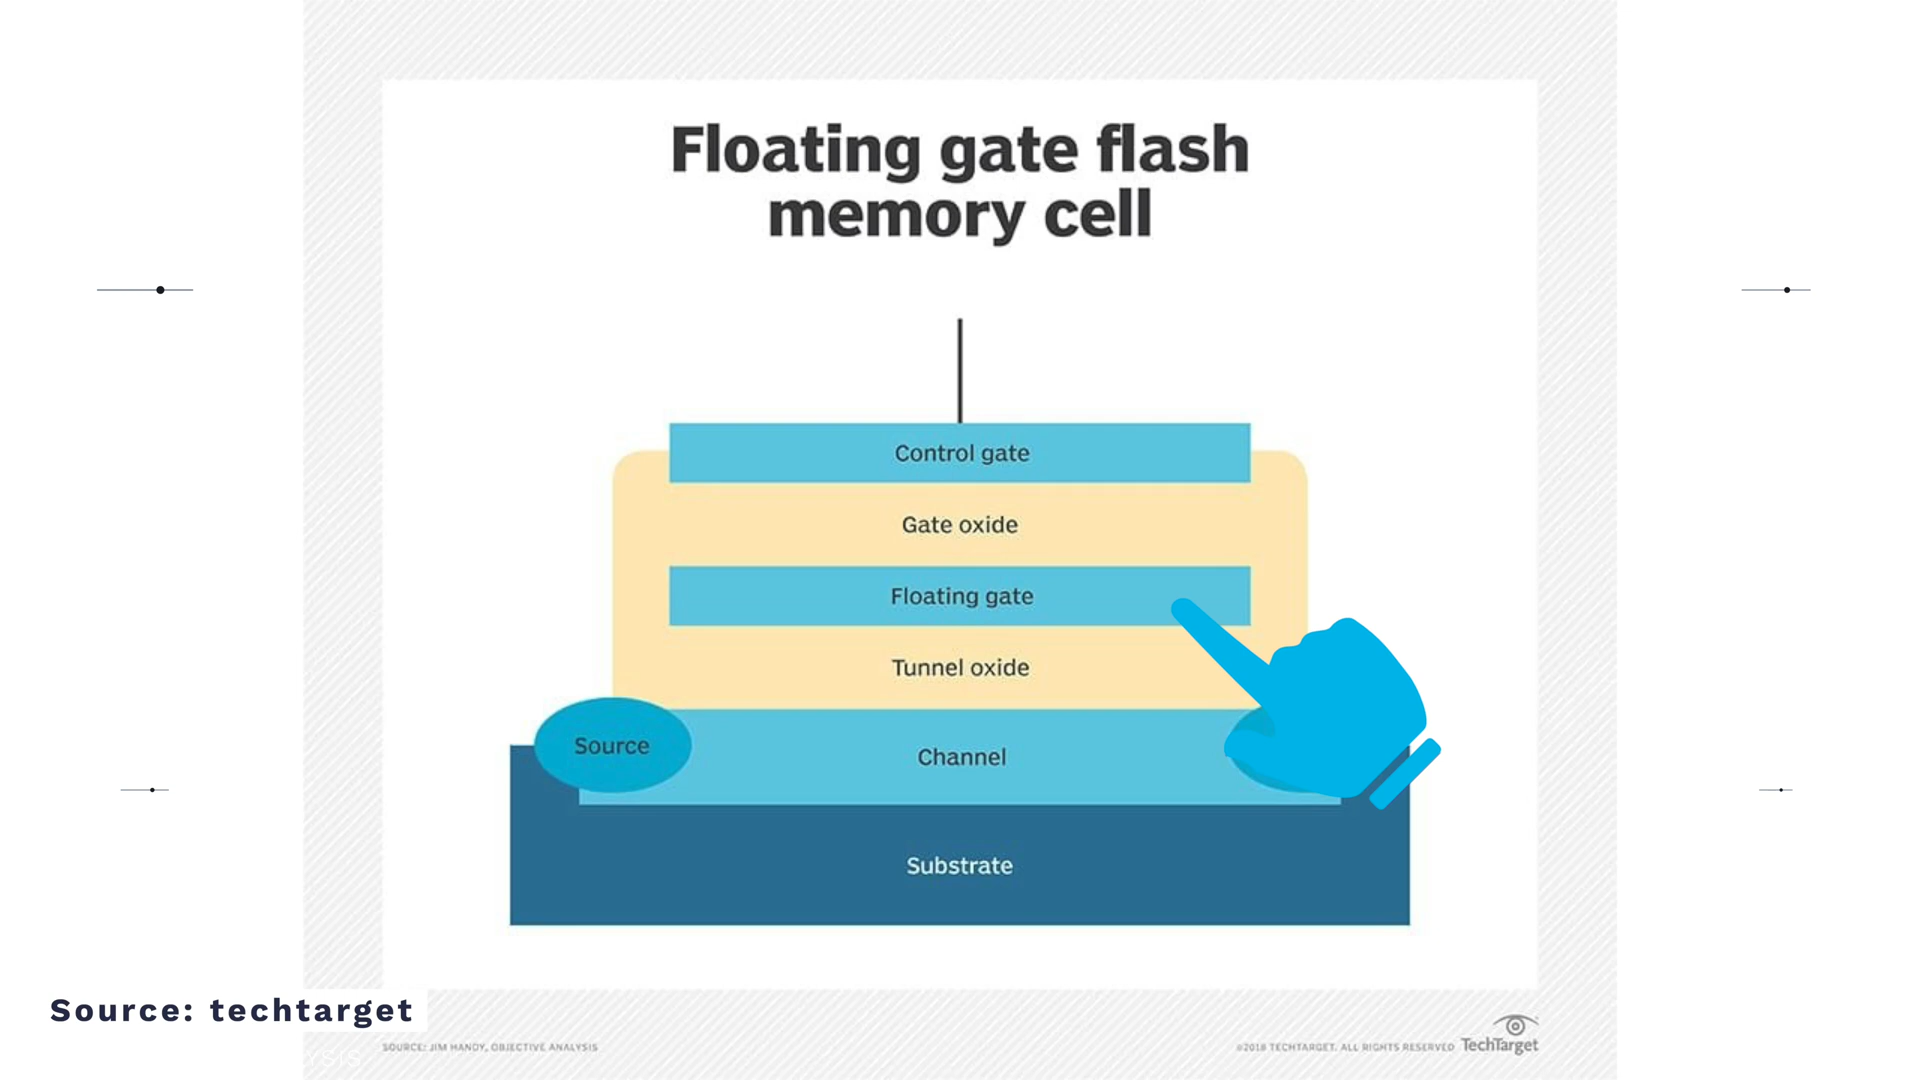 Floating gate flash
memory cell
Control gate
Gate oxide
Floating gate
Tunnel oxide
Source
Channel
Substrate
Source: techtarget
YSIS
SOURCE: JIM HANDY, OBJECTIVE ANALYSIS
©2018 TECHTARGET. ALL RIGHTS RESERVED TechTarget